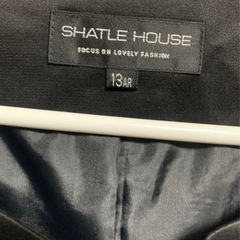 SHATLE HOUSE
FOCUS ON LOVELY FASHION
13AR